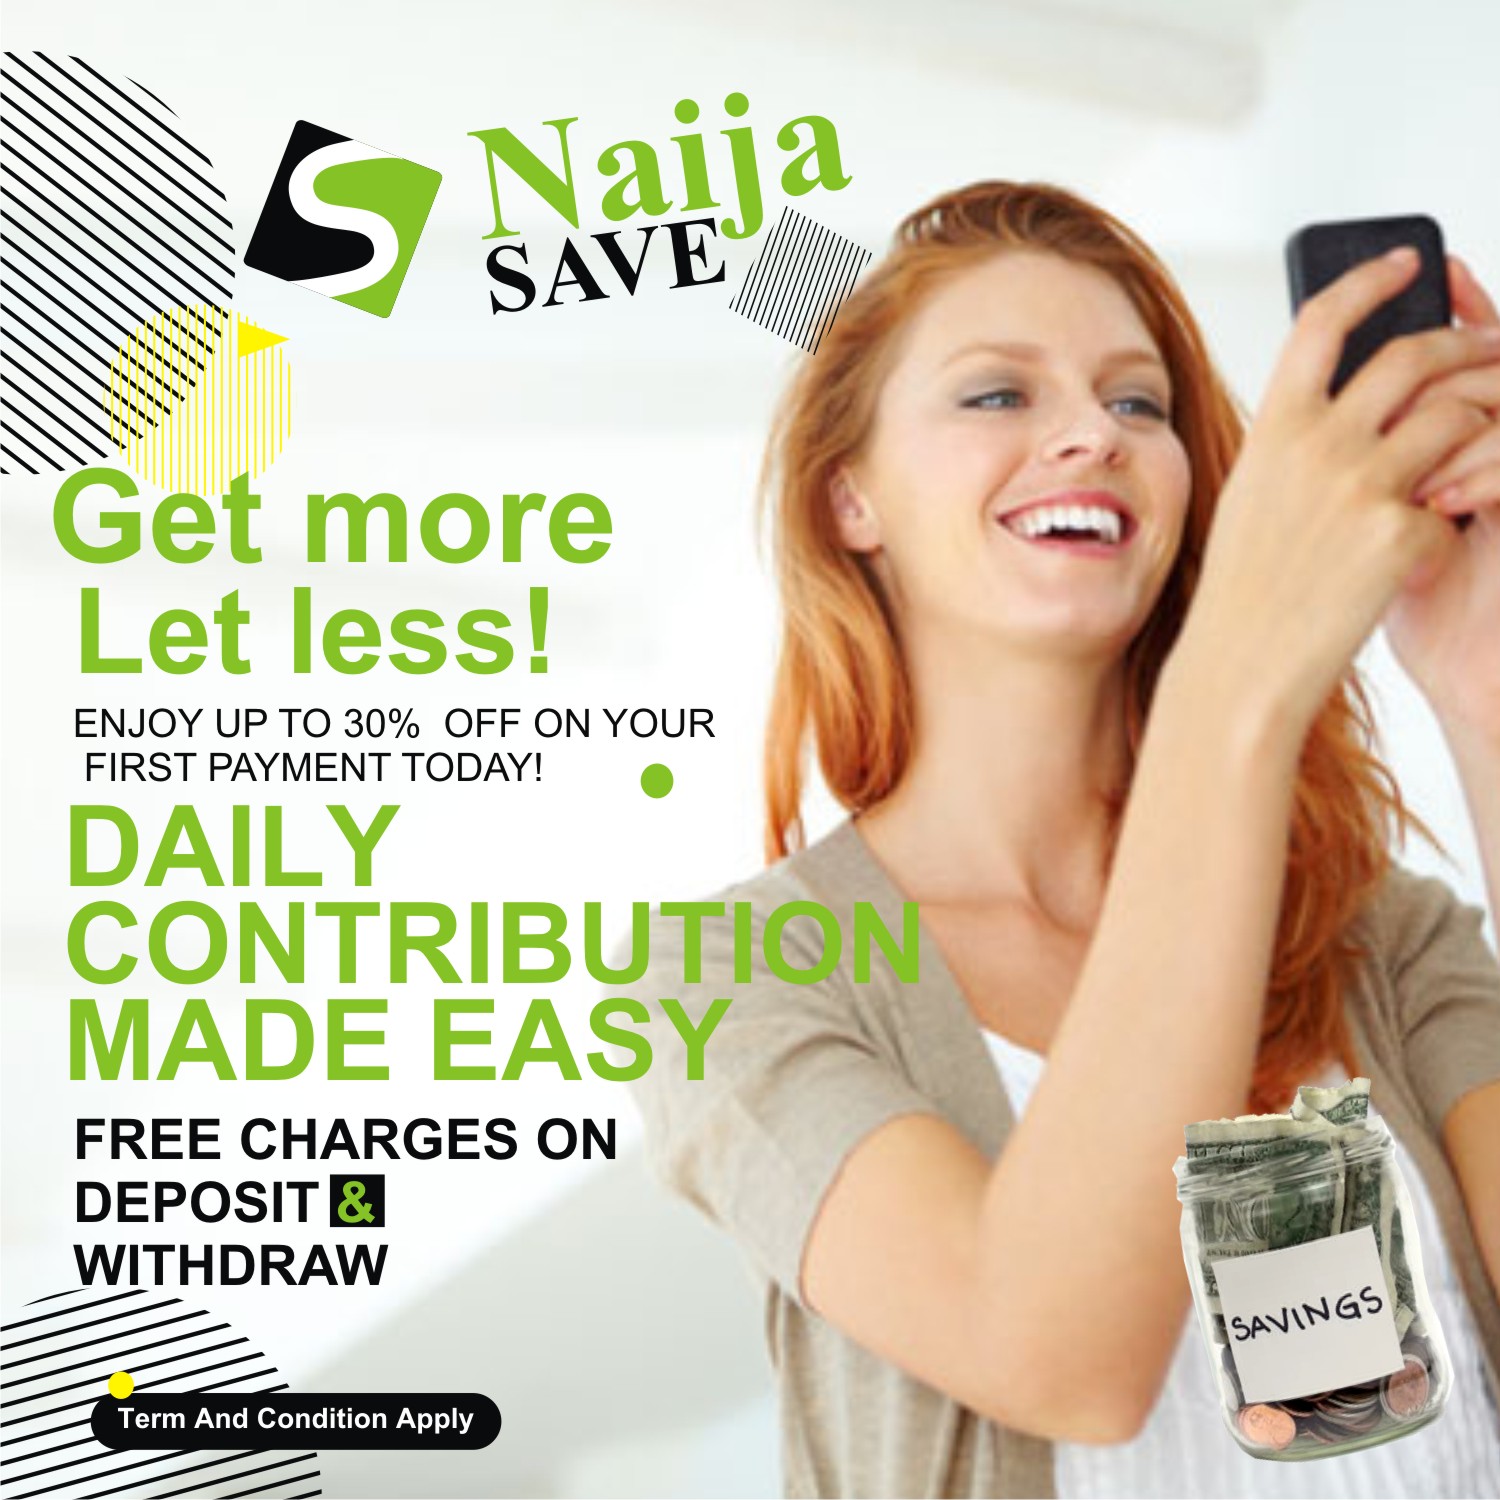 S
Naija
SAVE
Get more
Let less!
ENJOY UP TO 30% OFF ON YOUR
FIRST PAYMENT TODAY!
DAILY
CONTRIBUTION
MADE EASY
FREE CHARGES ON
DEPOSIT &
WITHDRAW
SAVINGS
Term And Condition Apply